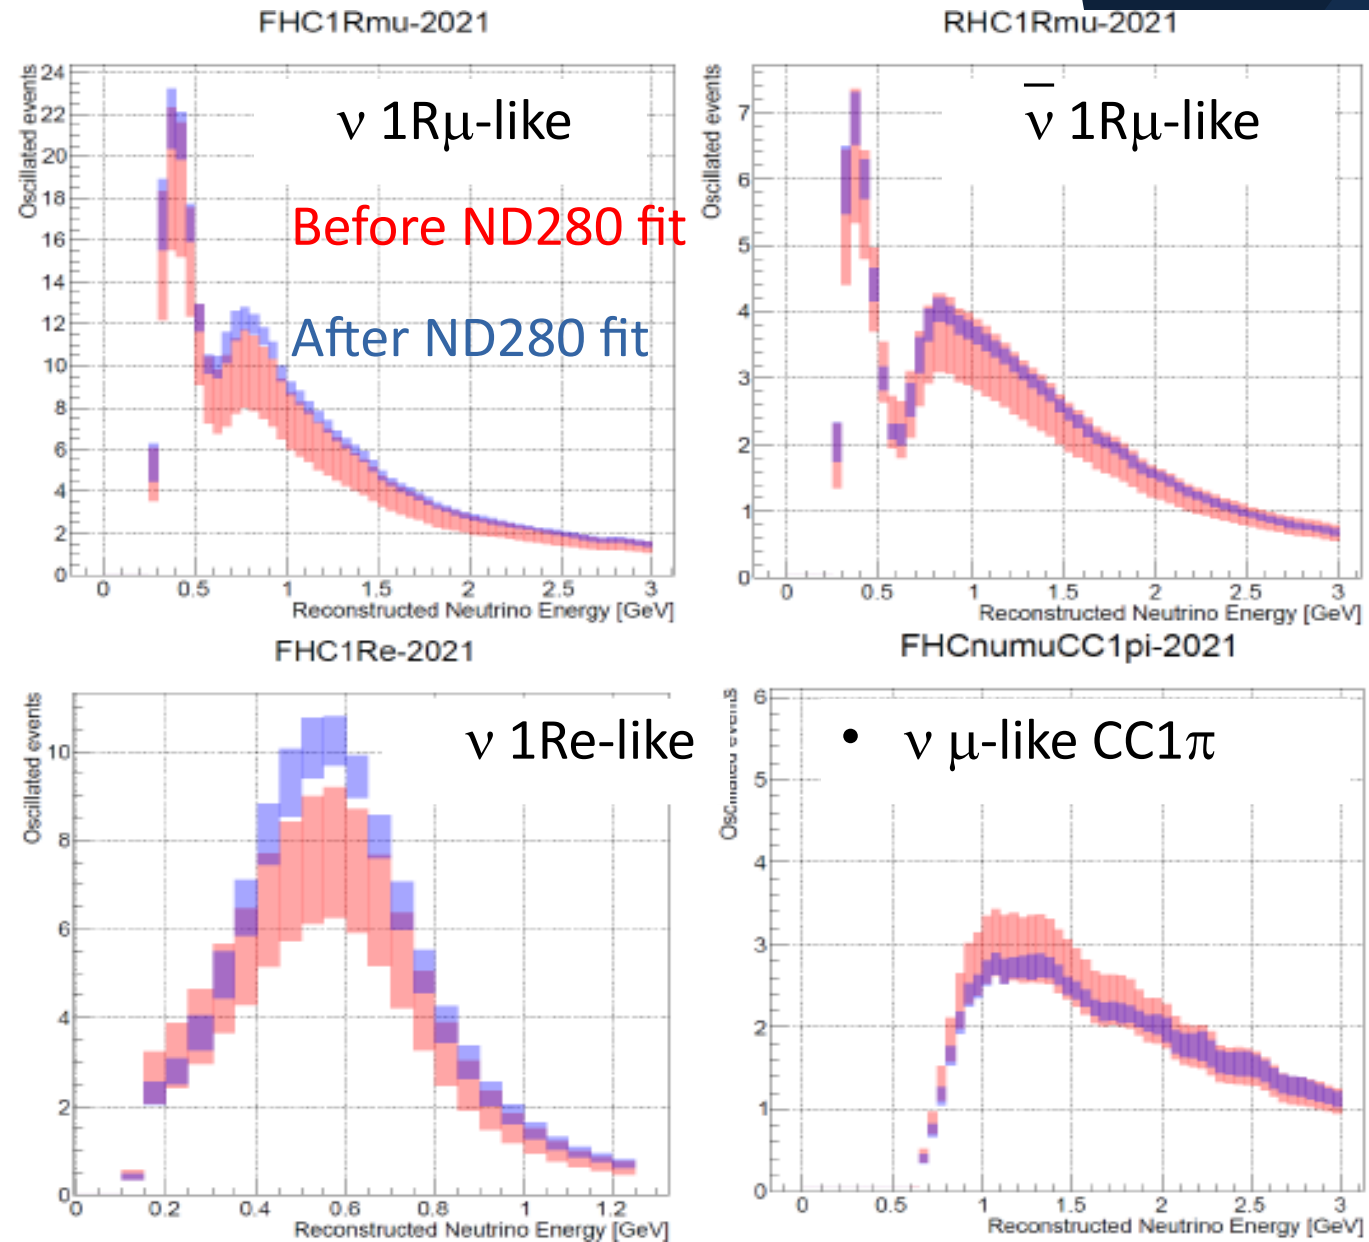 FHC1Rmu-2021
Oscillated events
24
22
20
18
16
14
12
10
8
6
4
2
0
ν 1Rμ-like
Before ND280 fit
After ND280 fit
0 0.5 1 1.5 2 2.5 3
Reconstructed Neutrino Energy [GeV]
RHC1Rmu-2021
Oscillated events
7
6
5
4
3
2
1
0
ν̅ 1Rμ-like
0 0.5 1 1.5 2 2.5 3
Reconstructed Neutrino Energy [GeV]
FHC1Re-2021
Oscillated events
10
8
6
4
2
0
ν 1Re-like
0 0.2 0.4 0.6 0.8 1 1.2
Reconstructed Neutrino Energy [GeV]
FHCnumuCC1pi-2021
Oscillated events
6
5
4
3
2
1
0
• ν μ-like CC1π
0 0.5 1 1.5 2 2.5 3
Reconstructed Neutrino Energy [GeV]